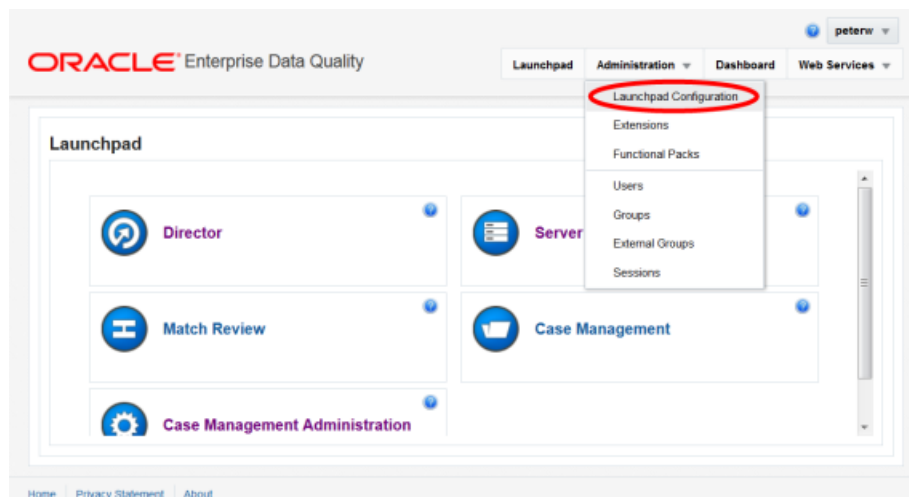 peterw
ORACLE Enterprise Data Quality
Launchpad Administration Dashboard Web Services
Launchpad Configuration
Extensions
Functional Packs
Users
Groups
External Groups
Sessions
Launchpad
Director
Server
Match Review
Case Management
Case Management Administration
Home Privacy Statement About